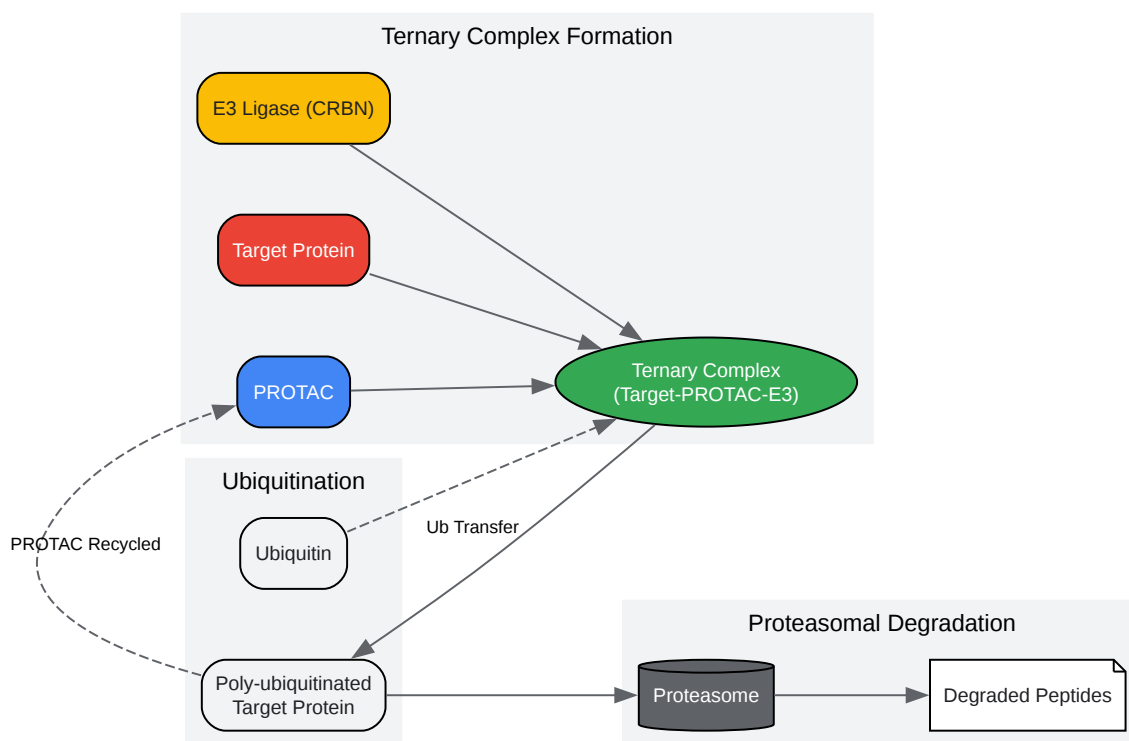 Ternary Complex Formation
E3 Ligase (CRBN)
Target Protein
PROTAC
Ternary Complex
(Target-PROTAC-E3)
Ubiquitination
Ubiquitin
Ub Transfer
PROTAC Recycled
Poly-ubiquitinated
Target Protein
Proteasomal Degradation
Proteasome
Degraded Peptides